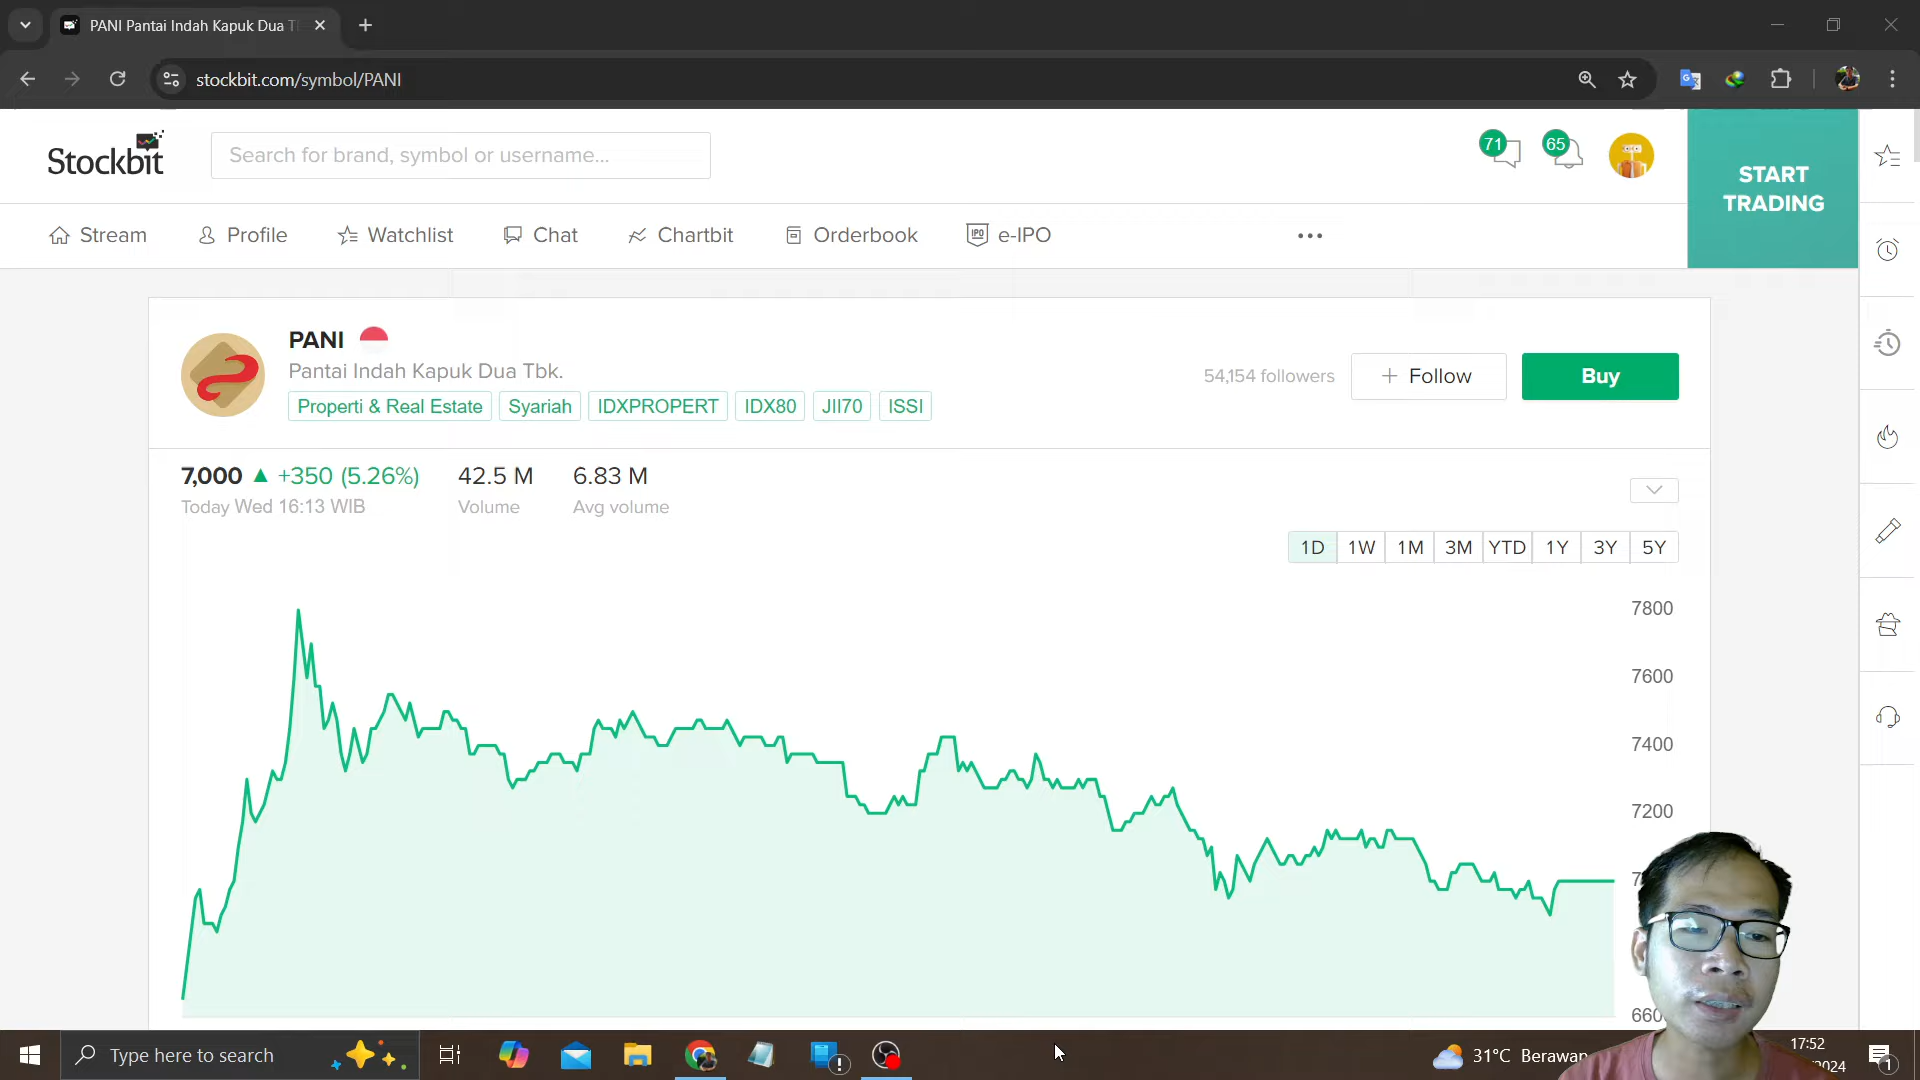 PANI Pantai Indah Kapuk Dua T
stockbit.com/symbol/PANI
Stockbit
Search for brand, symbol or username...
71
65
START
TRADING
Stream
Profile
Watchlist
Chat
Chartbit
Orderbook
IPO
e-IPO
PANI
Pantai Indah Kapuk Dua Tbk.
Properti & Real Estate
Syariah
IDXPROPERT
IDX80
JII70
ISSI
54,154 followers
+ Follow
Buy
7,000 ▲ +350 (5.26%)
Today Wed 16:13 WIB
42.5 M
Volume
6.83 M
Avg volume
1D
1W
1M
3M
YTD
1Y
3Y
5Y
7800
7600
7400
7200
Type here to search
31°C Berawan
17:52
2024
1